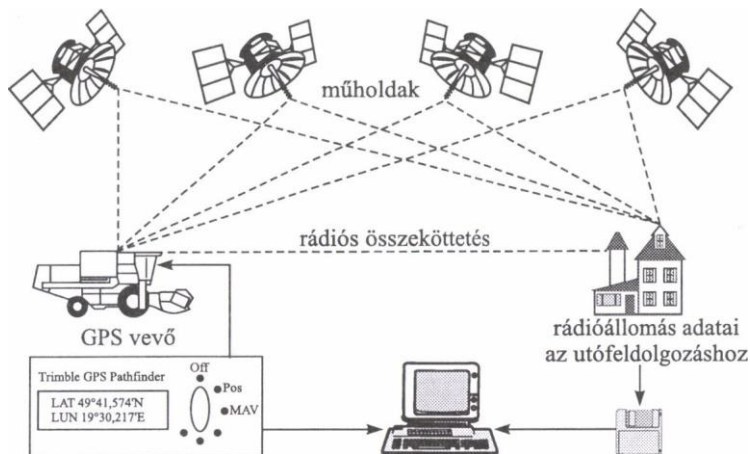 műholdak
rádiós összeköttetés
GPS vevő
rádióállomás adatai
az utófeldolgozáshoz
Trimble GPS Pathfinder
Off
Pos
MAV
LAT 49°41,574'N
LUN 19°30,217'E